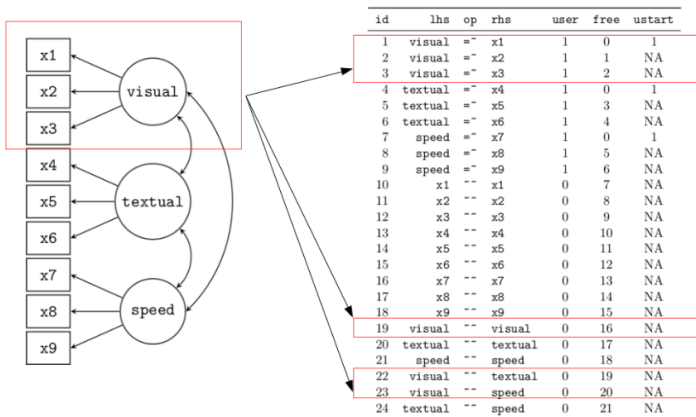 x1
x2
x3
x4
x5
x6
x7
x8
x9
visual
textual
speed
id lhs op rhs user free ustart
1 visual =~ x1 1 0 1
2 visual =~ x2 1 1 NA
3 visual =~ x3 1 2 NA
4 textual =~ x4 1 0 1
5 textual =~ x5 1 3 NA
6 textual =~ x6 1 4 NA
7 speed =~ x7 1 0 1
8 speed =~ x8 1 5 NA
9 speed =~ x9 1 6 NA
10 x1 ~~ x1 0 7 NA
11 x2 ~~ x2 0 8 NA
12 x3 ~~ x3 0 9 NA
13 x4 ~~ x4 0 10 NA
14 x5 ~~ x5 0 11 NA
15 x6 ~~ x6 0 12 NA
16 x7 ~~ x7 0 13 NA
17 x8 ~~ x8 0 14 NA
18 x9 ~~ x9 0 15 NA
19 visual ~~ visual 0 16 NA
20 textual ~~ textual 0 17 NA
21 speed ~~ speed 0 18 NA
22 visual ~~ textual 0 19 NA
23 visual ~~ speed 0 20 NA
24 textual ~~ speed 0 21 NA